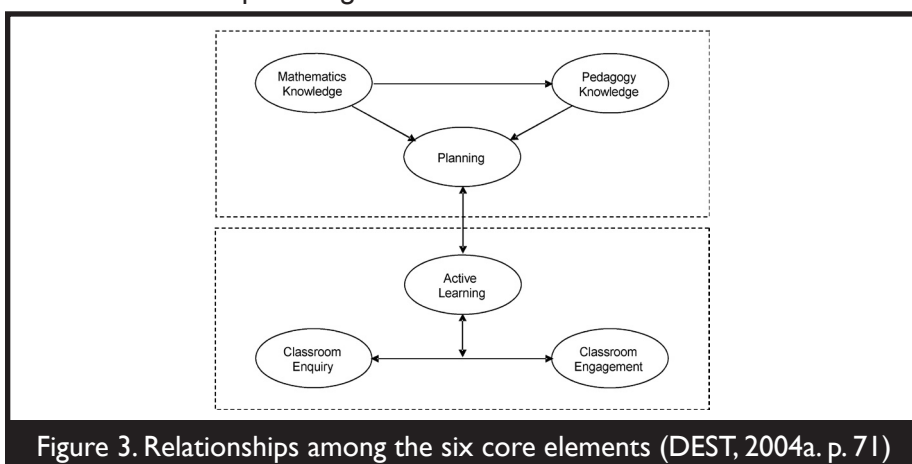 Mathematics
Knowledge
Pedagogy
Knowledge
Planning
Active
Learning
Classroom
Enquiry
Classroom
Engagement
Figure 3. Relationships among the six core elements (DEST, 2004a. p. 71)